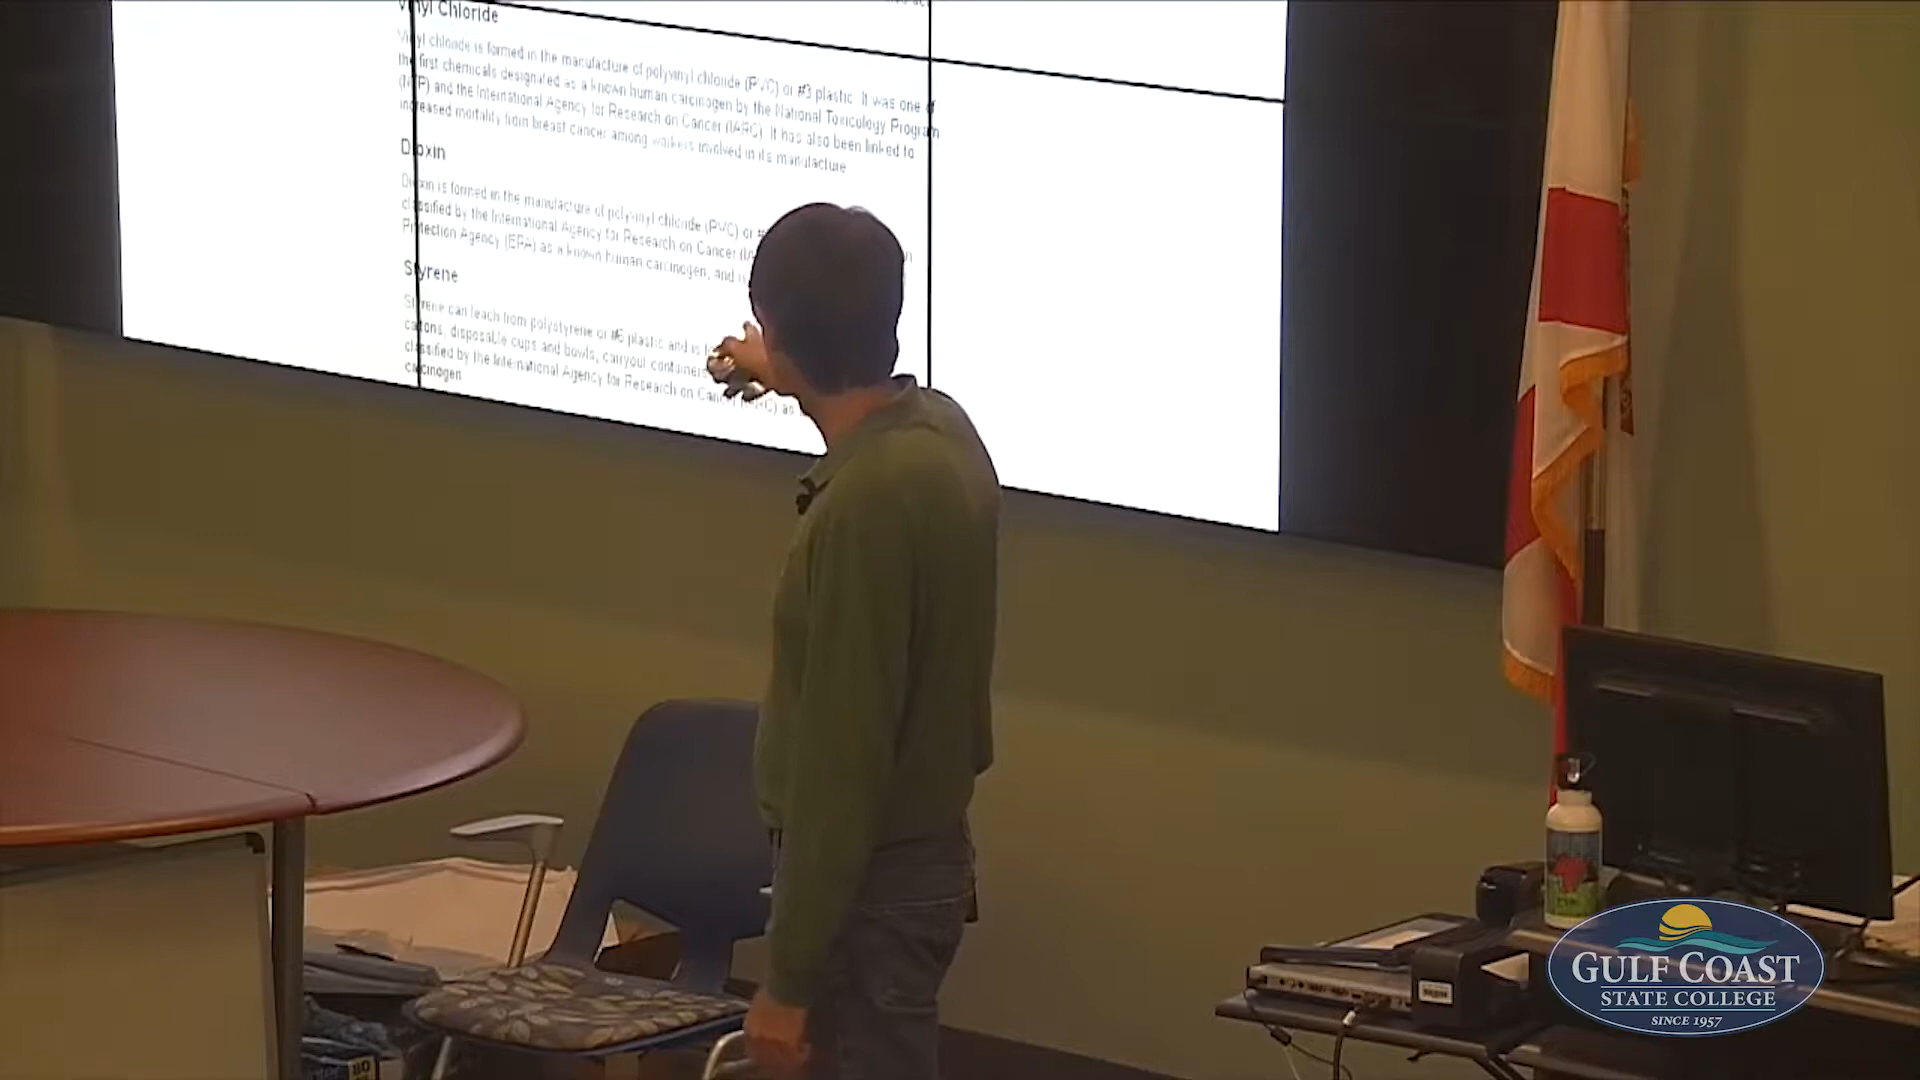 Vinyl Chloride
Vinyl chloride is formed in the manufacture of polyvinyl chloride (PVC) or #3 plastic. It was one of
the first chemicals designated as a known human carcinogen by the National Toxicology Program
(NTP) and the International Agency for Research on Cancer (IARC). It has also been linked to
increased mortality from breast cancer among workers involved in its manufacture
Dioxin
Dioxin is formed in the manufacture of polyvinyl chloride (PVC) or
classified by the International Agency for Research on Cancer
Protection Agency (EPA) as a known human carcinogen, and
Styrene
Styrene can leach from polystyrene or #6 plastic and is
cartons, disposable cups and bowls, carryout containers
classified by the International Agency for Research on Cancer (IARC) as
carcinogen
80
GULF COAST
STATE COLLEGE
SINCE 1957